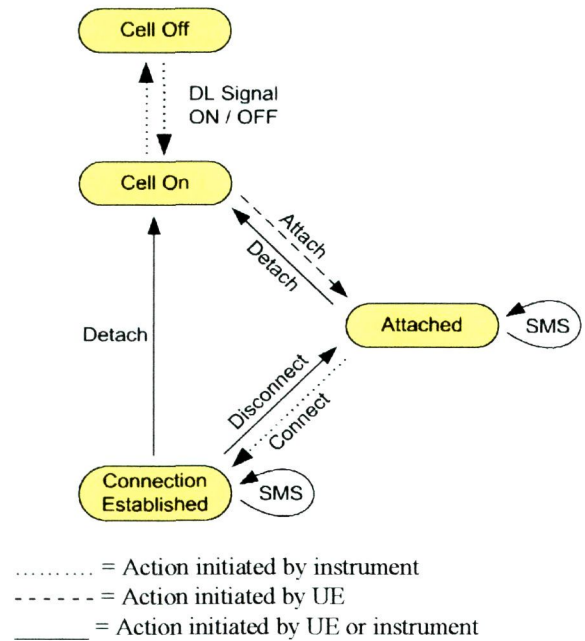 Cell Off
DL Signal
ON / OFF
Cell On
Attach
Detach
Attached
SMS
Detach
Disconnect
Connect
Connection
Established
SMS
.......... = Action initiated by instrument
- - - - - - = Action initiated by UE
______ = Action initiated by UE or instrument